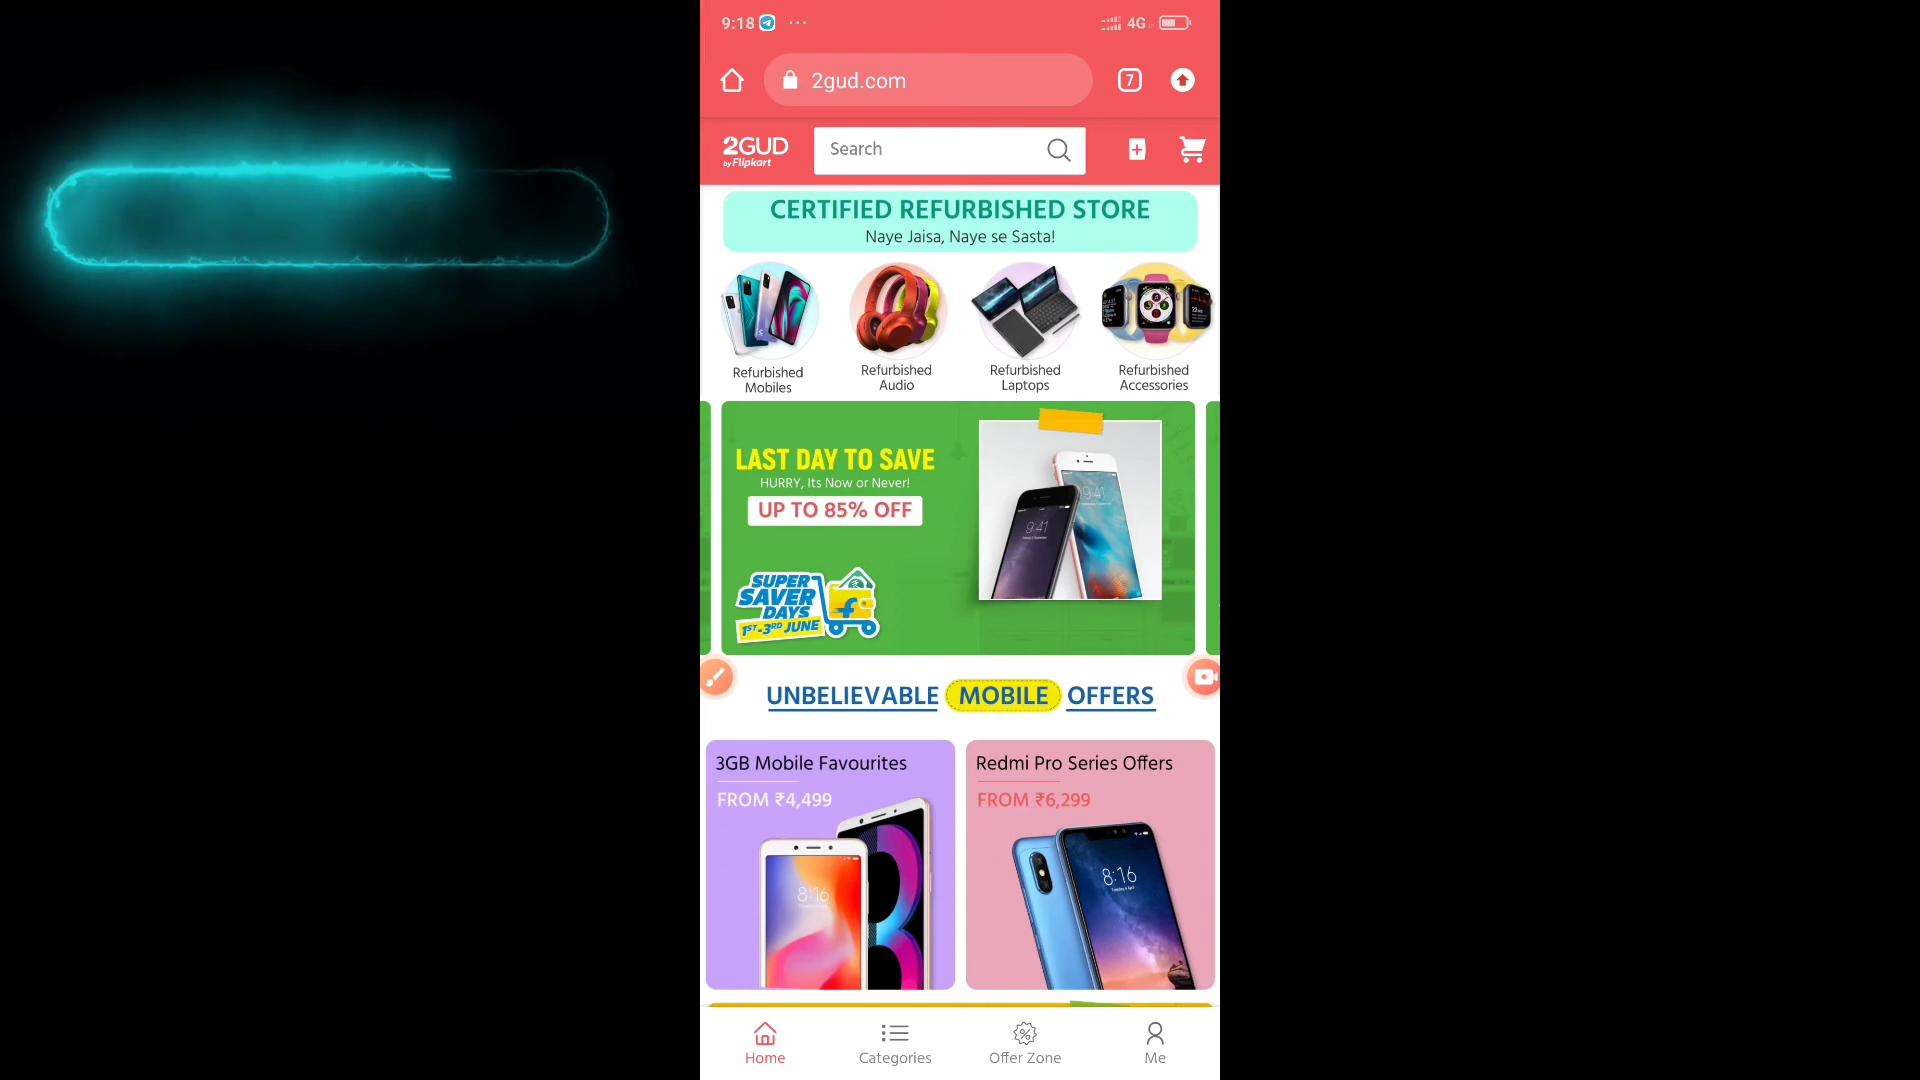 9:18
4G
2gud.com
7
2GUD
by Flipkart
Search
CERTIFIED REFURBISHED STORE
Naye Jaisa, Naye se Sasta!
Refurbished
Mobiles
Refurbished
Audio
Refurbished
Laptops
Refurbished
Accessories
LAST DAY TO SAVE
HURRY, Its Now or Never!
UP TO 85% OFF
9:41
9:41
SUPER
SAVER
DAYS
1ST-3RD JUNE
UNBELIEVABLE MOBILE OFFERS
3GB Mobile Favourites
FROM ₹4,499
8:16
Redmi Pro Series Offers
FROM ₹6,299
8:16
Home
Categories
Offer Zone
Me